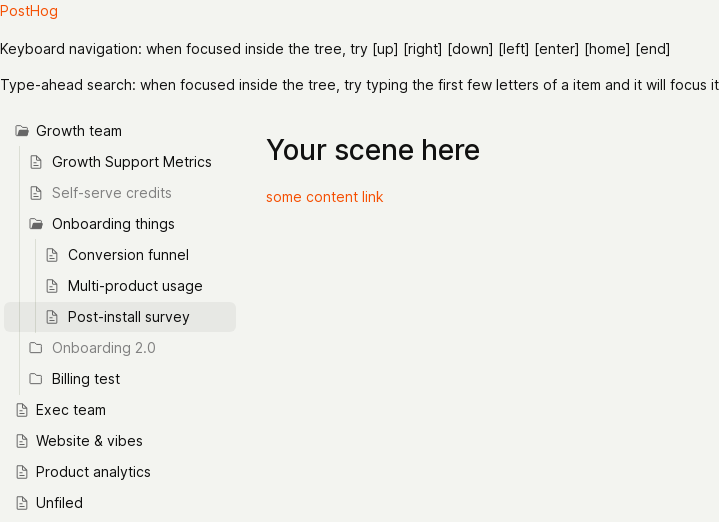 PostHog
Keyboard navigation: when focused inside the tree, try [up] [right] [down] [left] [enter] [home] [end]
Type-ahead search: when focused inside the tree, try typing the first few letters of a item and it will focus it
Growth team
Growth Support Metrics
Self-serve credits
Onboarding things
Conversion funnel
Multi-product usage
Post-install survey
Onboarding 2.0
Billing test
Exec team
Website & vibes
Product analytics
Unfiled
Your scene here
some content link